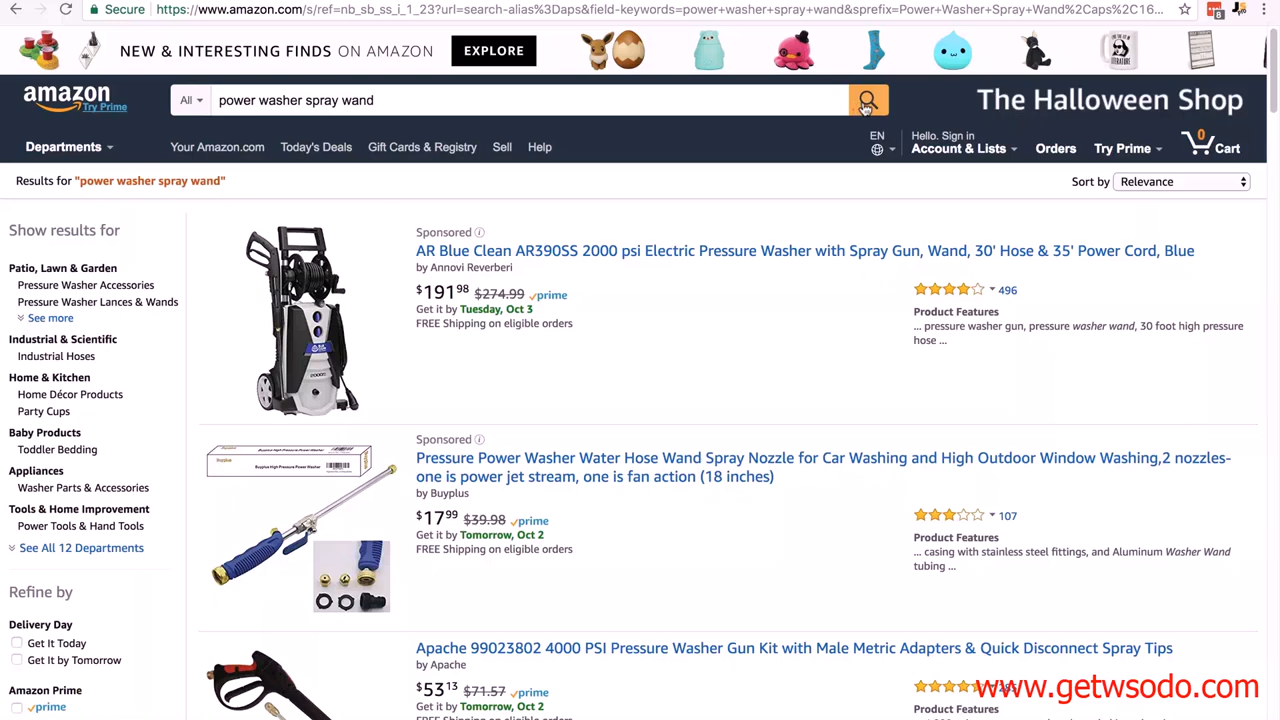 Secure https://www.amazon.com/s/ref=nb_sb_ss_i_1_23?url=search-alias%3Daps&field-keywords=power+washer+spray+wand&sprefix=Power+Washer+Spray+Wand%2Caps%2C16...
8
NEW & INTERESTING FINDS ON AMAZON EXPLORE
amazon
Try Prime
All power washer spray wand
The Halloween Shop
Departments
Your Amazon.com Today's Deals Gift Cards & Registry Sell Help
EN
Hello. Sign in
Account & Lists
Orders
Try Prime
0
Cart
Results for "power washer spray wand"
Sort by Relevance
Show results for
Patio, Lawn & Garden
Pressure Washer Accessories
Pressure Washer Lances & Wands
See more
Industrial & Scientific
Industrial Hoses
Home & Kitchen
Home Décor Products
Party Cups
Baby Products
Toddler Bedding
Appliances
Washer Parts & Accessories
Tools & Home Improvement
Power Tools & Hand Tools
See All 12 Departments
Refine by
Delivery Day
Get It Today
Get It by Tomorrow
Amazon Prime
prime
Sponsored
AR Blue Clean AR390SS 2000 psi Electric Pressure Washer with Spray Gun, Wand, 30' Hose & 35' Power Cord, Blue
by Annovi Reverberi
$191 98 $274.99 prime
Get it by Tuesday, Oct 3
FREE Shipping on eligible orders
496
Product Features
... pressure washer gun, pressure washer wand, 30 foot high pressure
hose ...
Sponsored
Pressure Power Washer Water Hose Wand Spray Nozzle for Car Washing and High Outdoor Window Washing,2 nozzles-
one is power jet stream, one is fan action (18 inches)
by Buyplus
$17 99 $39.98 prime
Get it by Tomorrow, Oct 2
FREE Shipping on eligible orders
107
Product Features
... casing with stainless steel fittings, and Aluminum Washer Wand
tubing ...
Apache 99023802 4000 PSI Pressure Washer Gun Kit with Male Metric Adapters & Quick Disconnect Spray Tips
by Apache
$53 13 $71.57 prime
Get it by Tomorrow, Oct 2
Product Features
www.getwsodo.com